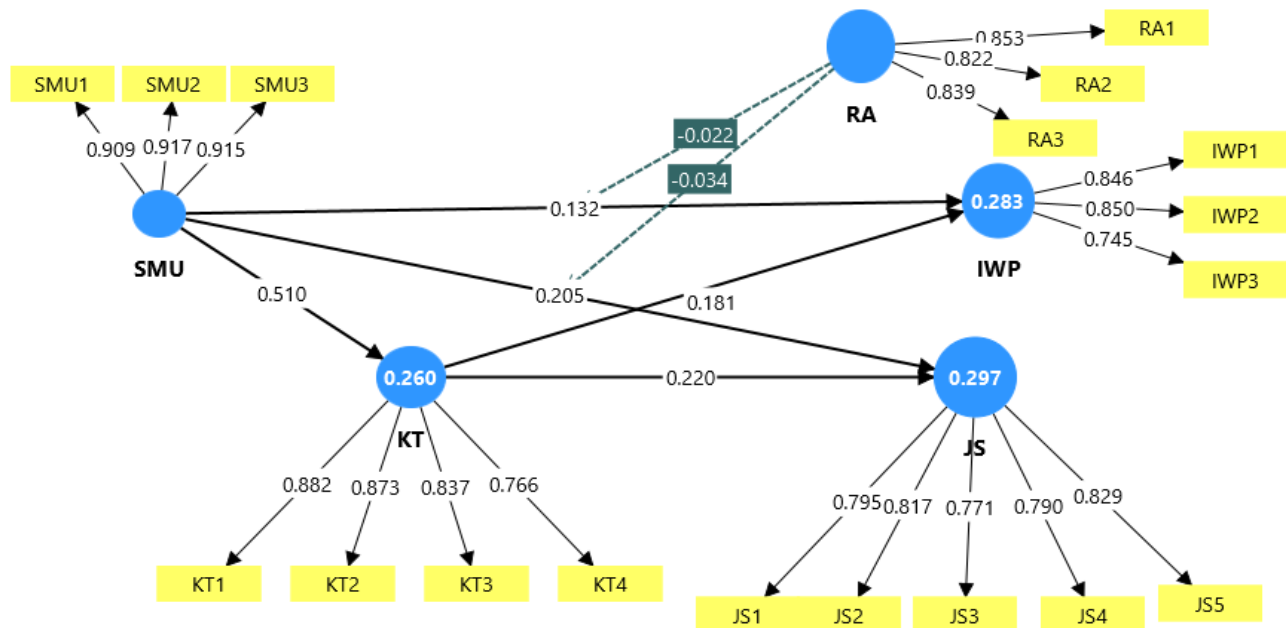 RA1
0.853
0.822
RA2
0.839
RA
RA3
SMU1
SMU2
SMU3
0.909
0.917
0.915
-0.022
-0.034
IWP1
0.846
0.850
IWP2
0.745
IWP3
0.283
IWP
0.132
SMU
0.510
0.205
0.181
0.260
KT
0.220
0.297
JS
0.882
0.873
0.837
0.766
KT1
KT2
KT3
KT4
0.795
0.817
0.771
0.790
0.829
JS1
JS2
JS3
JS4
JS5